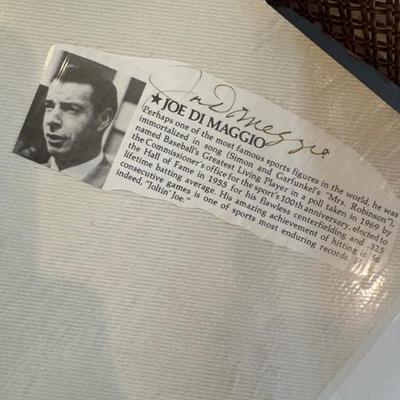 Joe DiMaggio
★JOE DI MAGGIO
Perhaps one of the most famous sports figures in the world, he was
immortalized in song (Simon and Garfunkel's "Mrs. Robinson"),
named Baseball's Greatest Living Player in a poll taken in 1969 by
the Commissioner's office for the sport's 100th anniversary, elected to
the Hall of Fame in 1955 for his flawless centerfielding and .325
lifetime batting average. His amazing achievement of hitting in 56
consecutive games is one of sports most enduring records.
indeed, "Joltin' Joe."